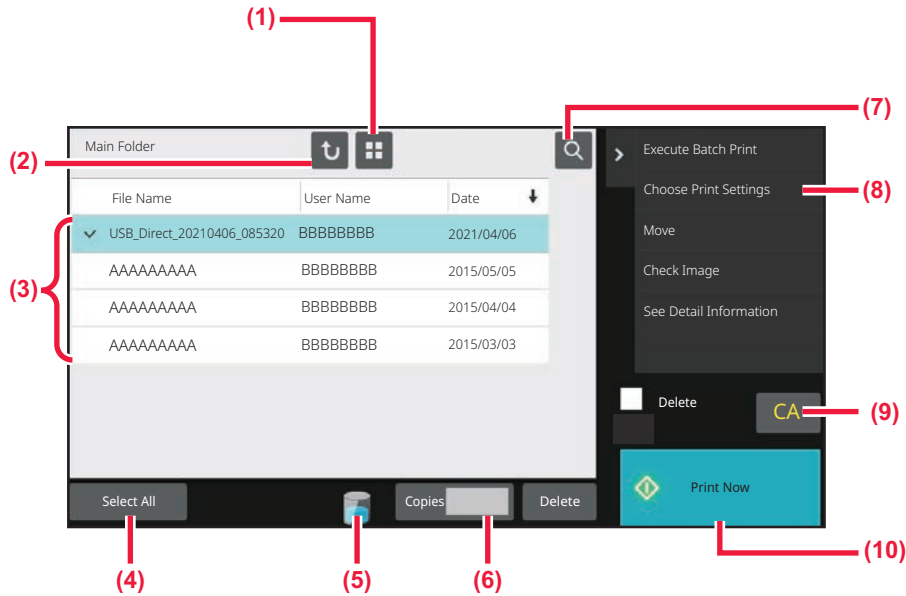 (1)
(7)
(2)
Main Folder
Execute Batch Print
Choose Print Settings
(8)
File Name User Name Date
Move
USB_Direct_20210406_085320 BBBBBBBB 2021/04/06
(3)
AAAAAAAAA BBBBBBBB 2015/05/05
Check Image
AAAAAAAAA BBBBBBBB 2015/04/04
See Detail Information
AAAAAAAAA BBBBBBBB 2015/03/03
Delete
CA
(9)
Select All
Copies
Delete
Print Now
(10)
(4)
(5)
(6)